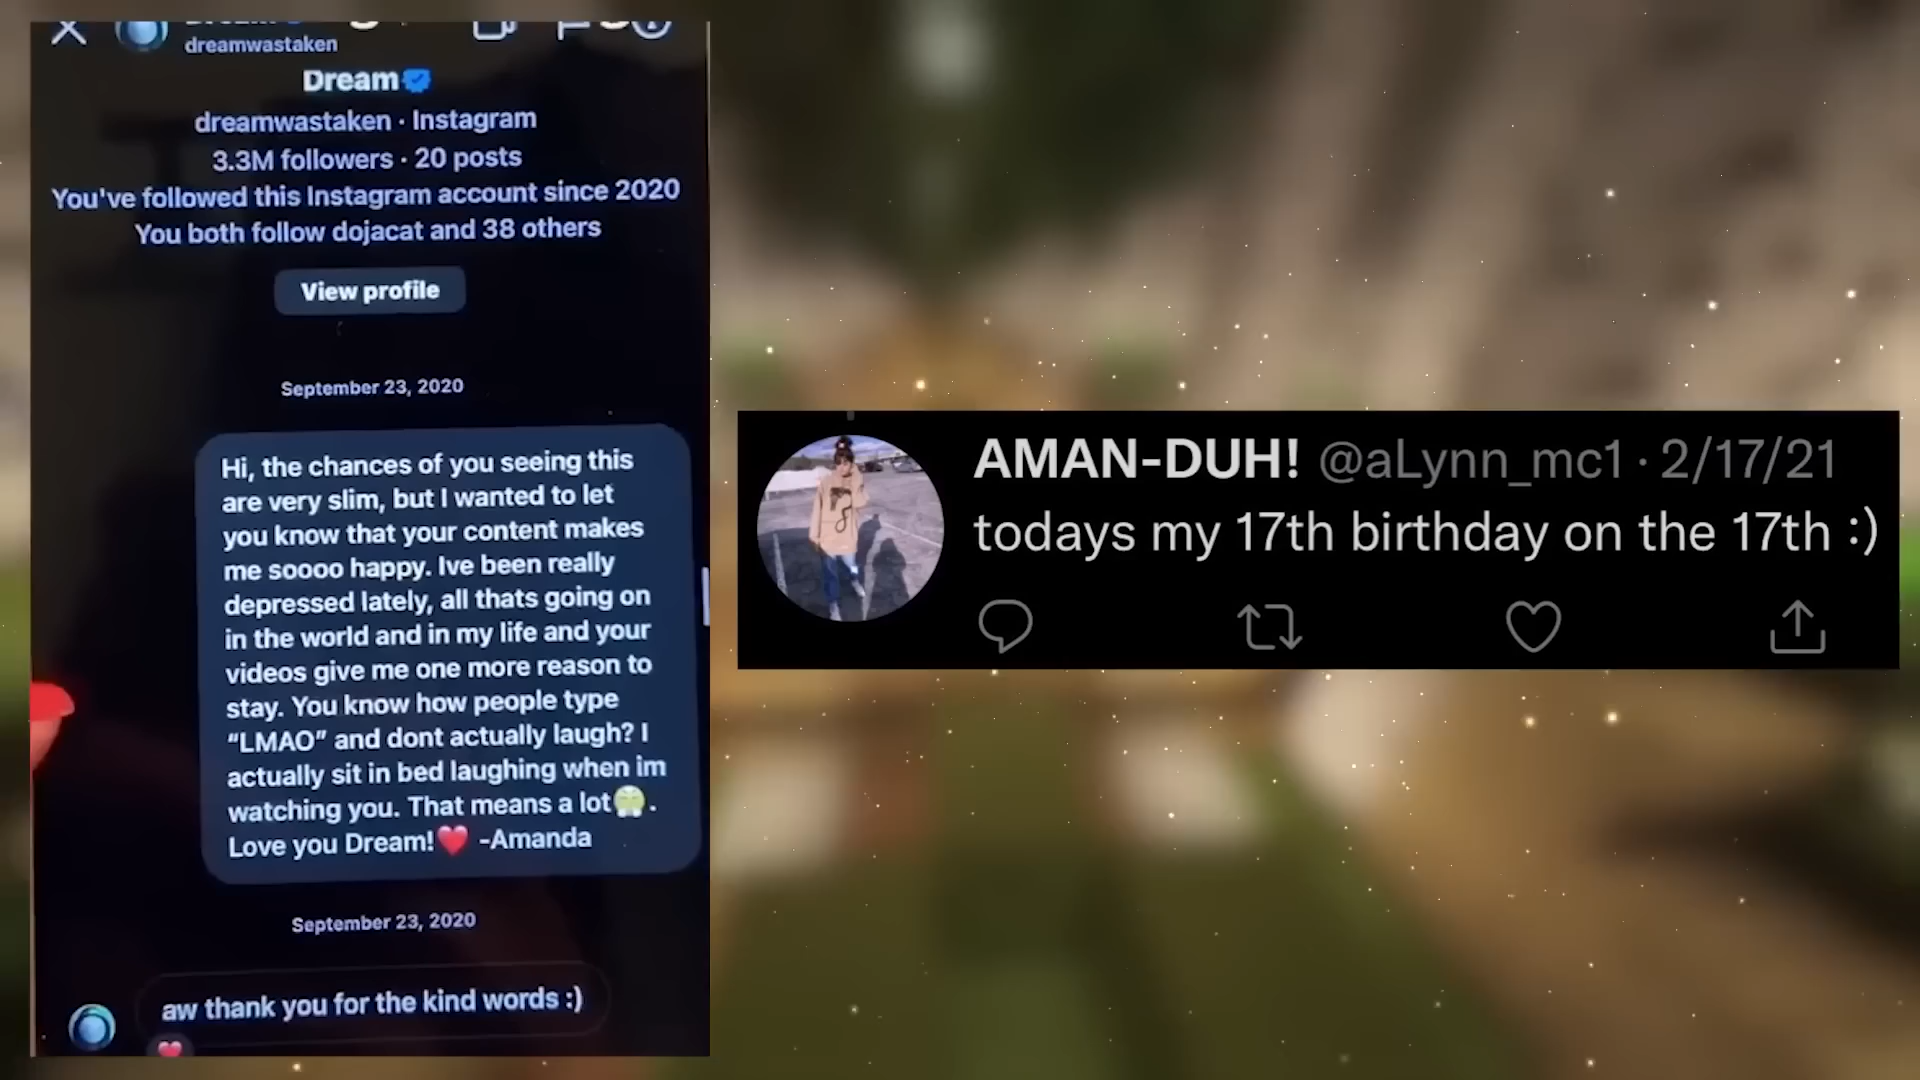 dreamwastaken
Dream
dreamwastaken · Instagram
3.3M followers · 20 posts
You've followed this Instagram account since 2020
You both follow dojacat and 38 others
View profile
September 23, 2020
Hi, the chances of you seeing this
are very slim, but I wanted to let
you know that your content makes
me soooo happy. Ive been really
depressed lately, all thats going on
in the world and in my life and your
videos give me one more reason to
stay. You know how people type
“LMAO” and dont actually laugh? I
actually sit in bed laughing when im
watching you. That means a lot😤.
Love you Dream!❤️ -Amanda
September 23, 2020
aw thank you for the kind words :)
AMAN-DUH! @aLynn_mc1 · 2/17/21
todays my 17th birthday on the 17th :)